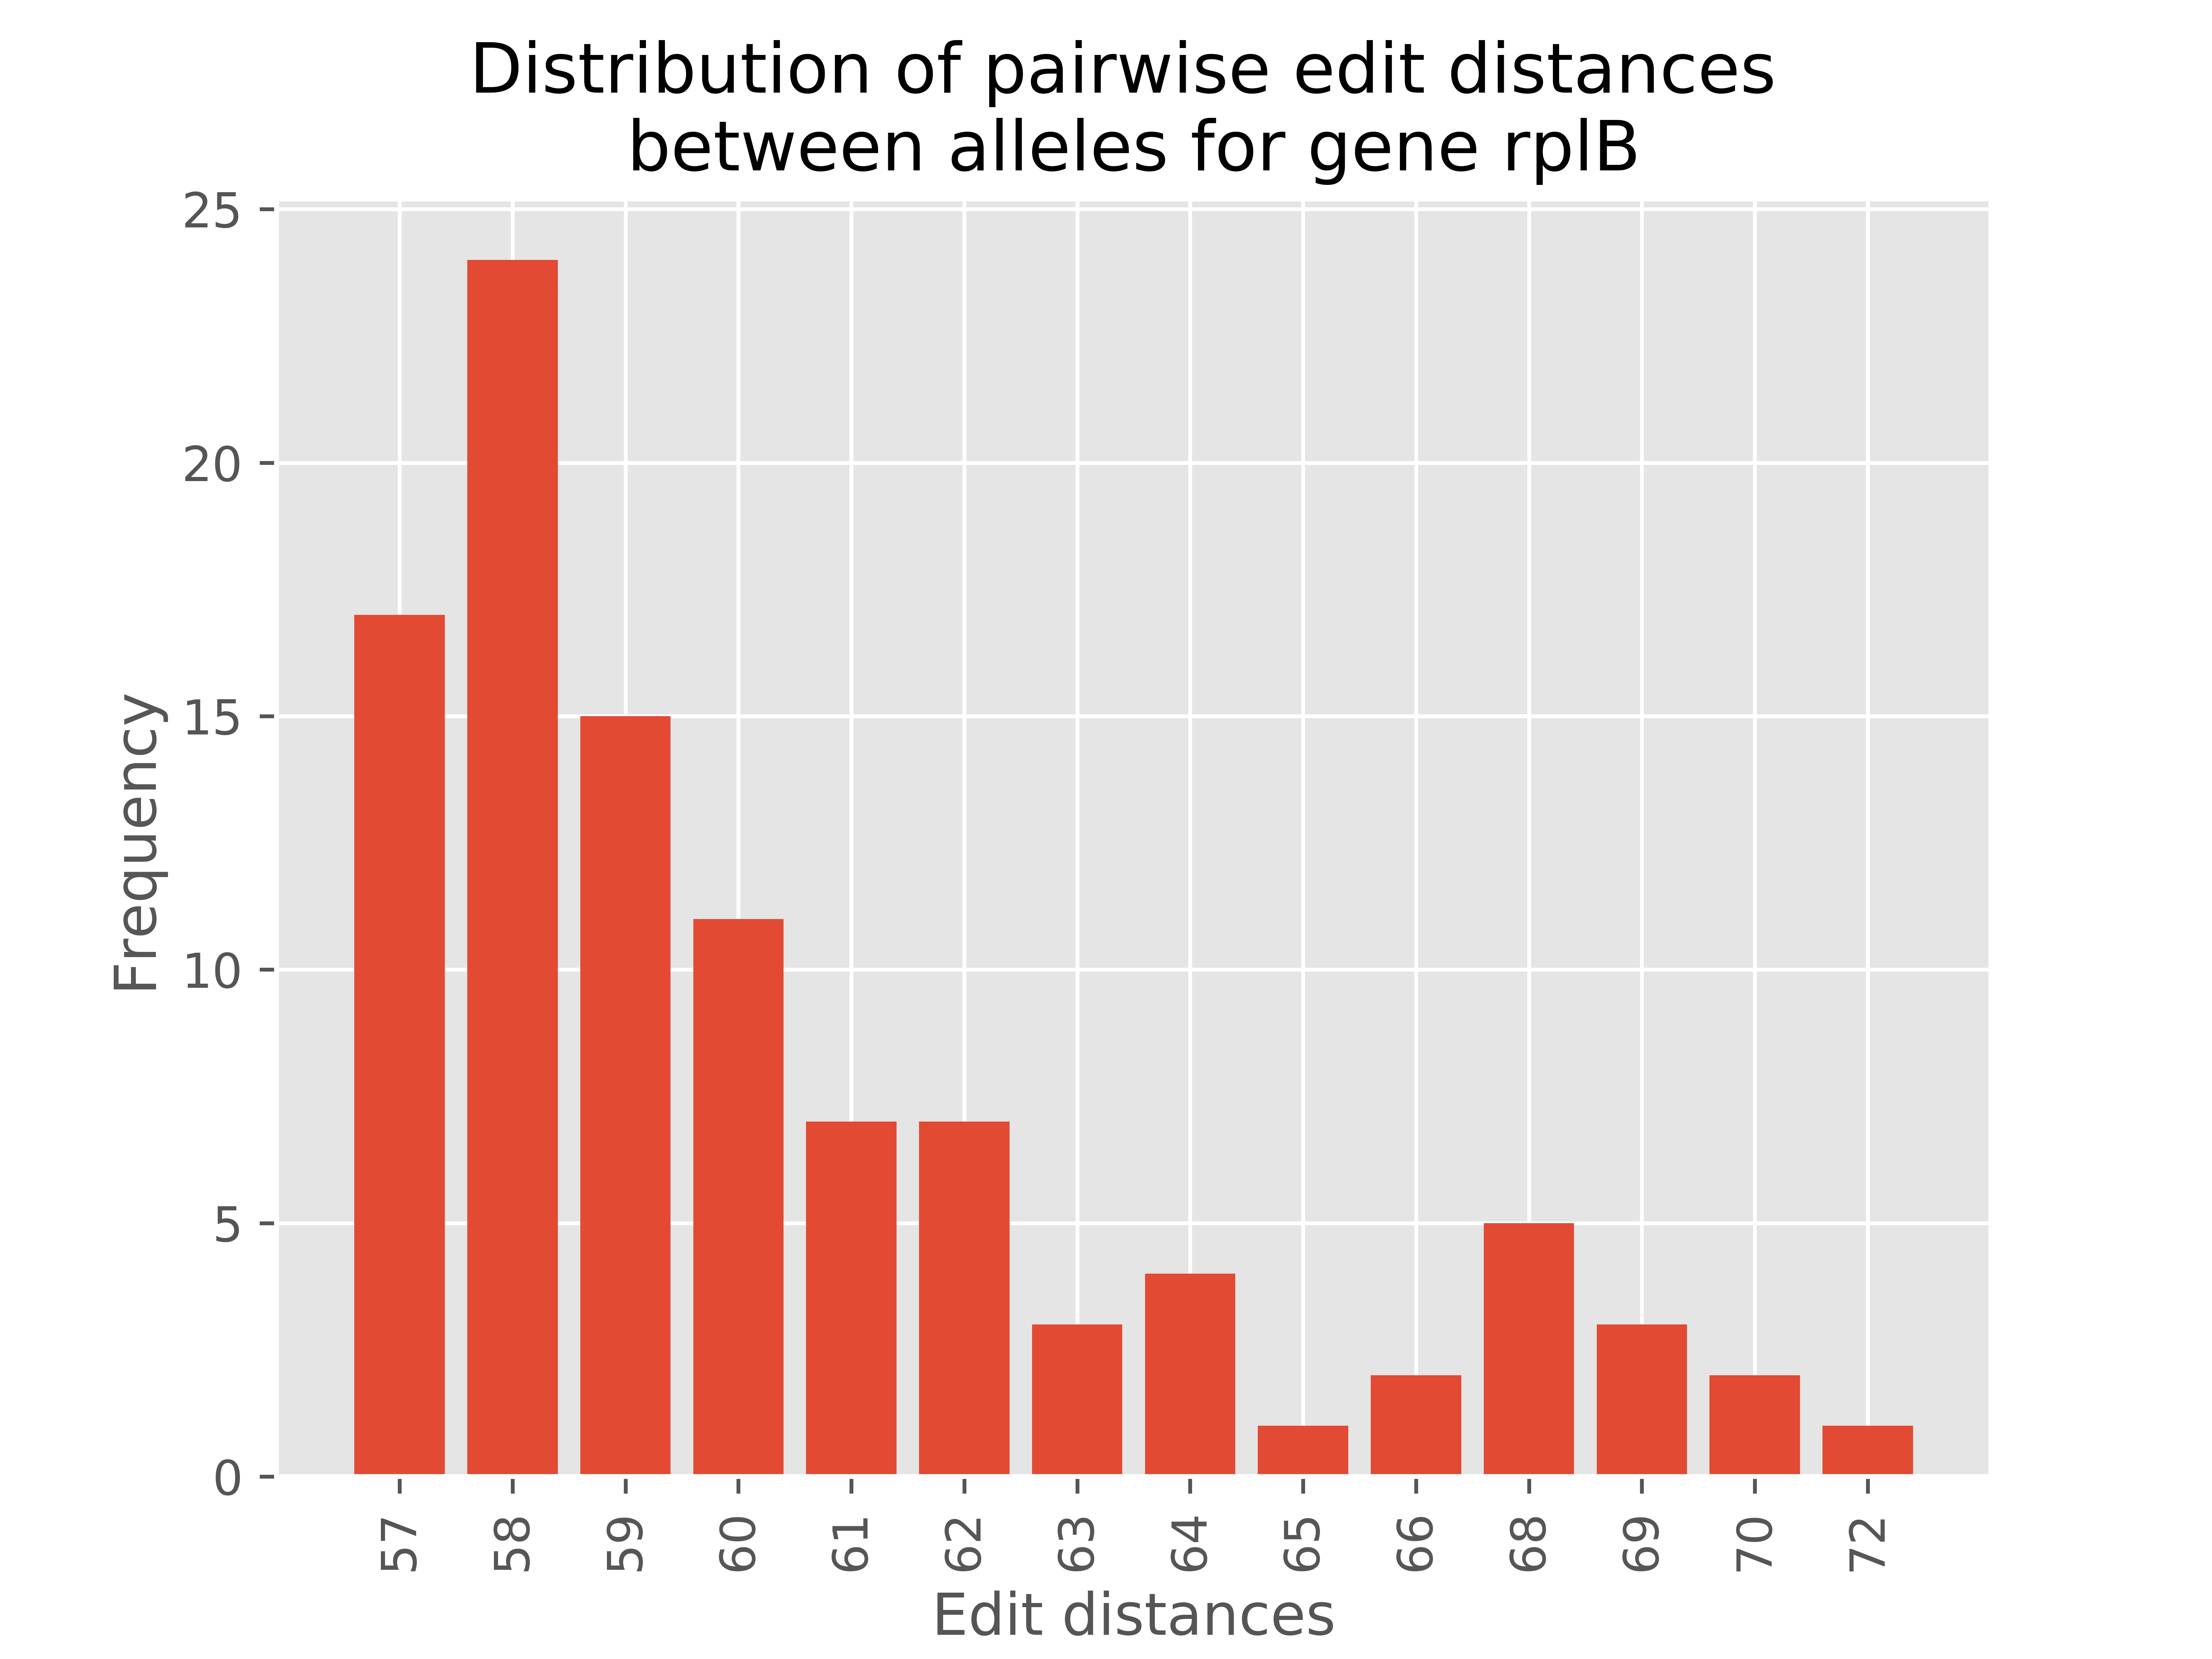 Distribution of pairwise edit distances
between alleles for gene rplB
25
20
15
10
5
0
Frequency
57 58 59 60 61 62 63 64 65 66 68 69 70 72
Edit distances